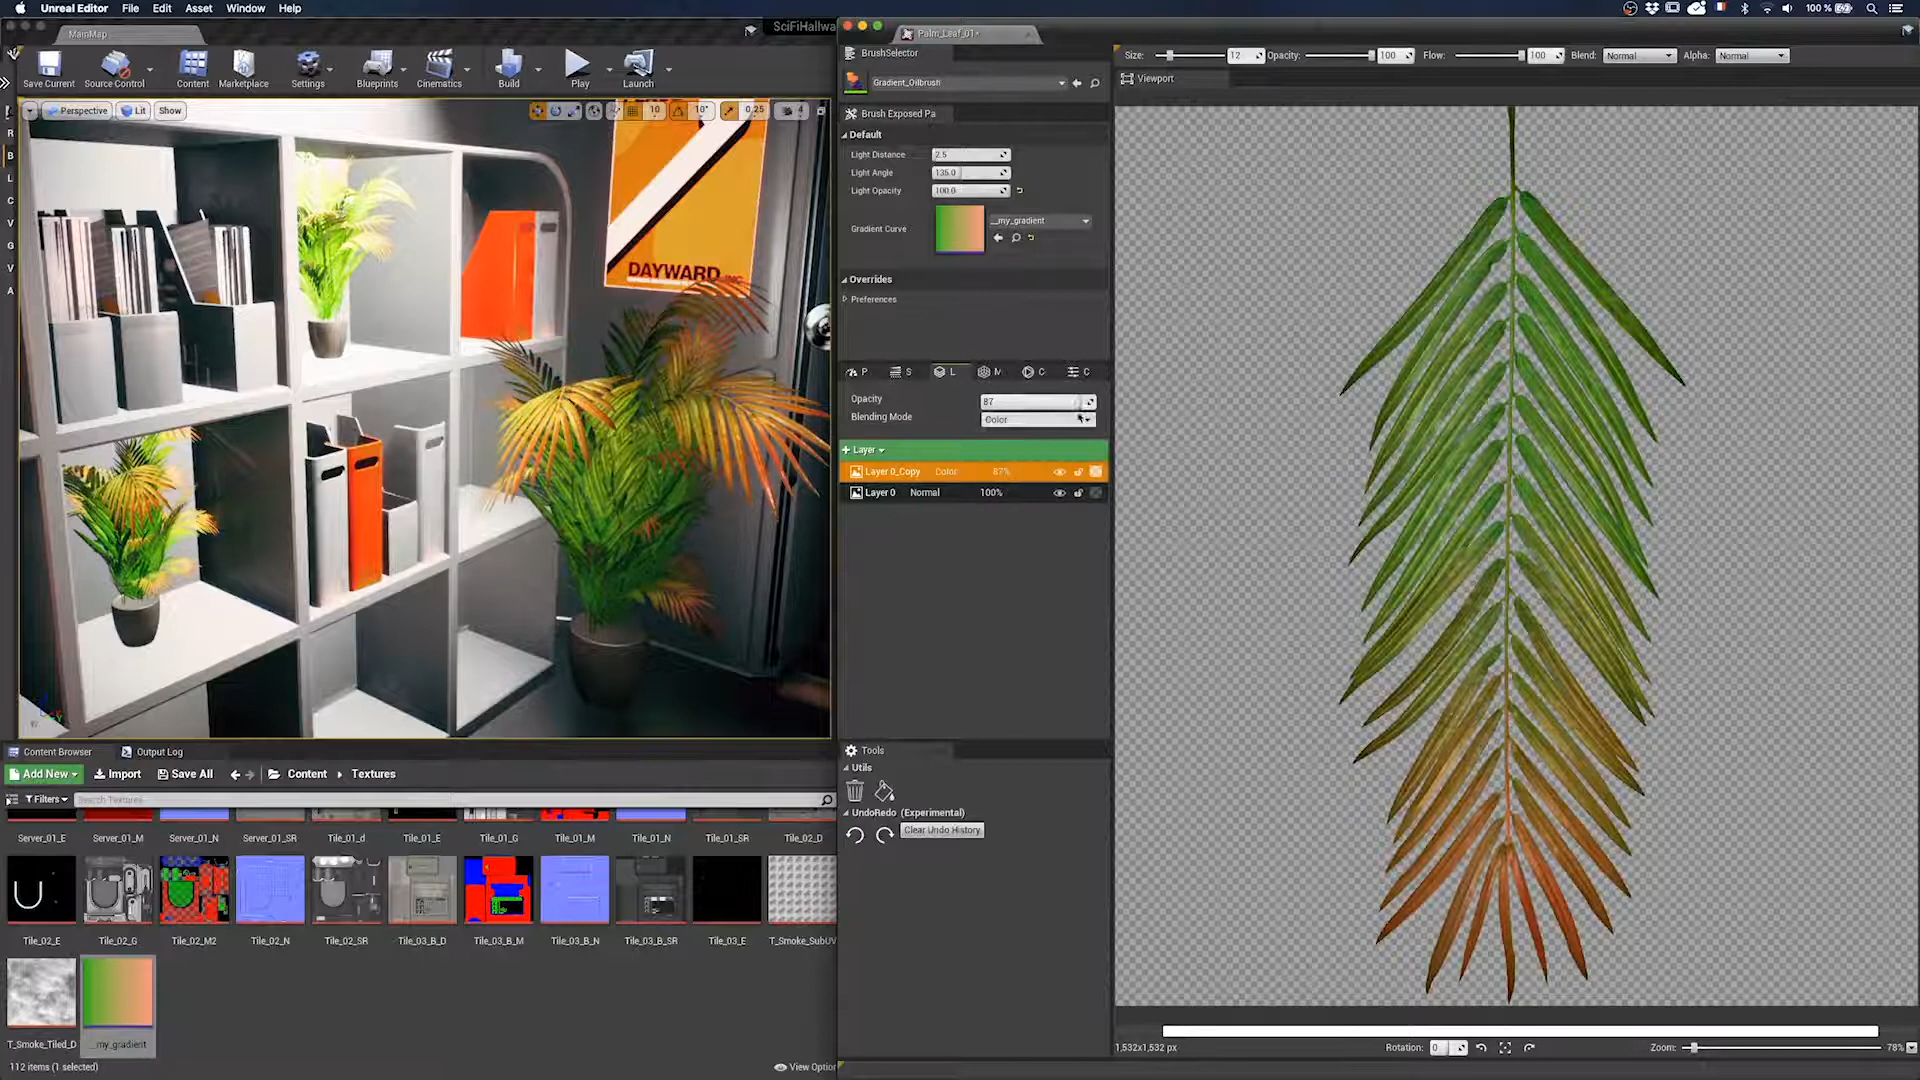 Unreal Editor File Edit Asset Window Help
100 %
MainMap
SciFiHallwa
Save Current
Source Control
Content
Marketplace
Settings
Blueprints
Cinematics
Build
Play
Launch
Perspective
Lit
Show
10
10°
0.25
4
R
B
L
C
V
G
V
A
DAYWARD
Content Browser
Output Log
Add New
Import
Save All
Content
Textures
Filters
Search Textures
Server_01_E
Server_01_M
Server_01_N
Server_01_SR
Tile_01_d
Tile_01_E
Tile_01_G
Tile_01_M
Tile_01_N
Tile_01_SR
Tile_02_D
Tile_02_E
Tile_02_G
Tile_02_M2
Tile_02_N
Tile_02_SR
Tile_03_B_D
Tile_03_B_M
Tile_03_B_N
Tile_03_B_SR
Tile_03_E
T_Smoke_SubUV
T_Smoke_Tiled_D
__my_gradient
112 items (1 selected)
View Option
Palm_Leaf_01*
BrushSelector
Gradient_Oilbrush
Brush Exposed Pa
Default
Light Distance 2.5
Light Angle 135.0
Light Opacity 100.0
Gradient Curve
__my_gradient
Overrides
Preferences
P
S
L
M
C
C
Opacity 87
Blending Mode Color
Layer
Layer 0_Copy Color 87%
Layer 0 Normal 100%
Tools
Utils
UndoRedo (Experimental)
Clear Undo History
Size: 12 Opacity: 100 Flow: 100 Blend: Normal Alpha: Normal
Viewport
1,532x1,532 px
Rotation: 0
Zoom: 78%